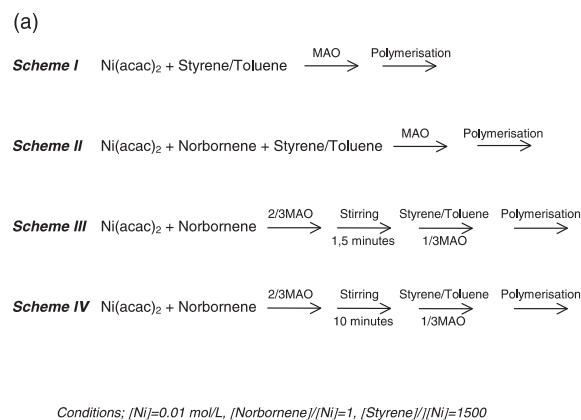 (a)
MAO Polymerisation
Scheme I Ni(acac)2 + Styrene/Toluene
MAO Polymerisation
Scheme II Ni(acac)2 + Norbornene + Styrene/Toluene
2/3MAO Stirring Styrene/Toluene Polymerisation
Scheme III Ni(acac)2 + Norbornene
1,5 minutes 1/3MAO
2/3MAO Stirring Styrene/Toluene Polymerisation
Scheme IV Ni(acac)2 + Norbornene
10 minutes 1/3MAO
Conditions; [Ni]=0.01 mol/L, [Norbornene]/[Ni]=1, [Styrene]/][Ni]=1500